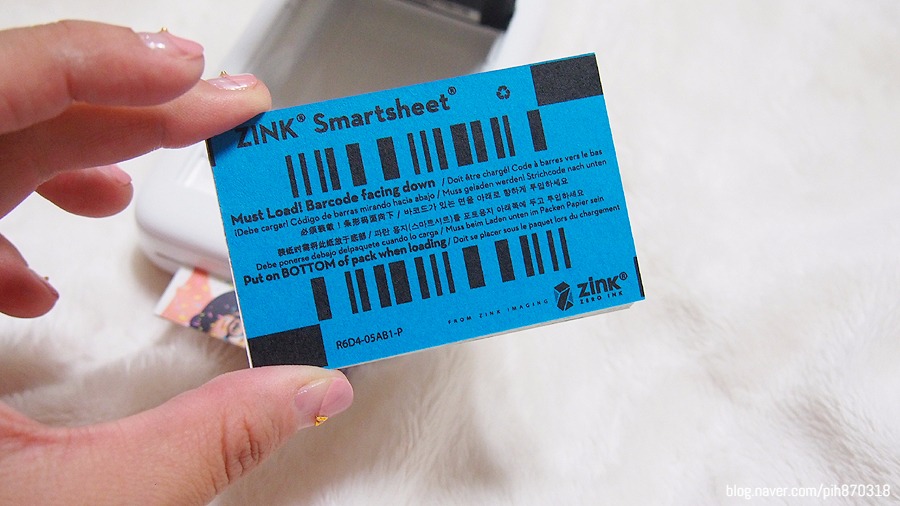 ZINK® Smartsheet®
Must Load! Barcode facing down / Doit être chargé! Code à barres vers le bas
¡Debe cargar! Código de barras mirando hacia abajo / Muss geladen werden! Strichcode nach unten
必须装载！条形码面向下 / 바코드가 있는 면을 아래로 향하게 투입하세요
装纸时需将此纸放于底部 / 파란 용지(스마트시트)를 포토용지 아래쪽에 두고 투입하세요
Debe ponerse debajo delpaquete cuando lo carga / Muss beim Laden unten im Packen Papier sein
Put on BOTTOM of pack when loading / Doit se placer sous le paquet lors du chargement
FROM ZINK IMAGING
zink®
ZERO INK
R6D4-05AB1-P
blog.naver.com/pih870318